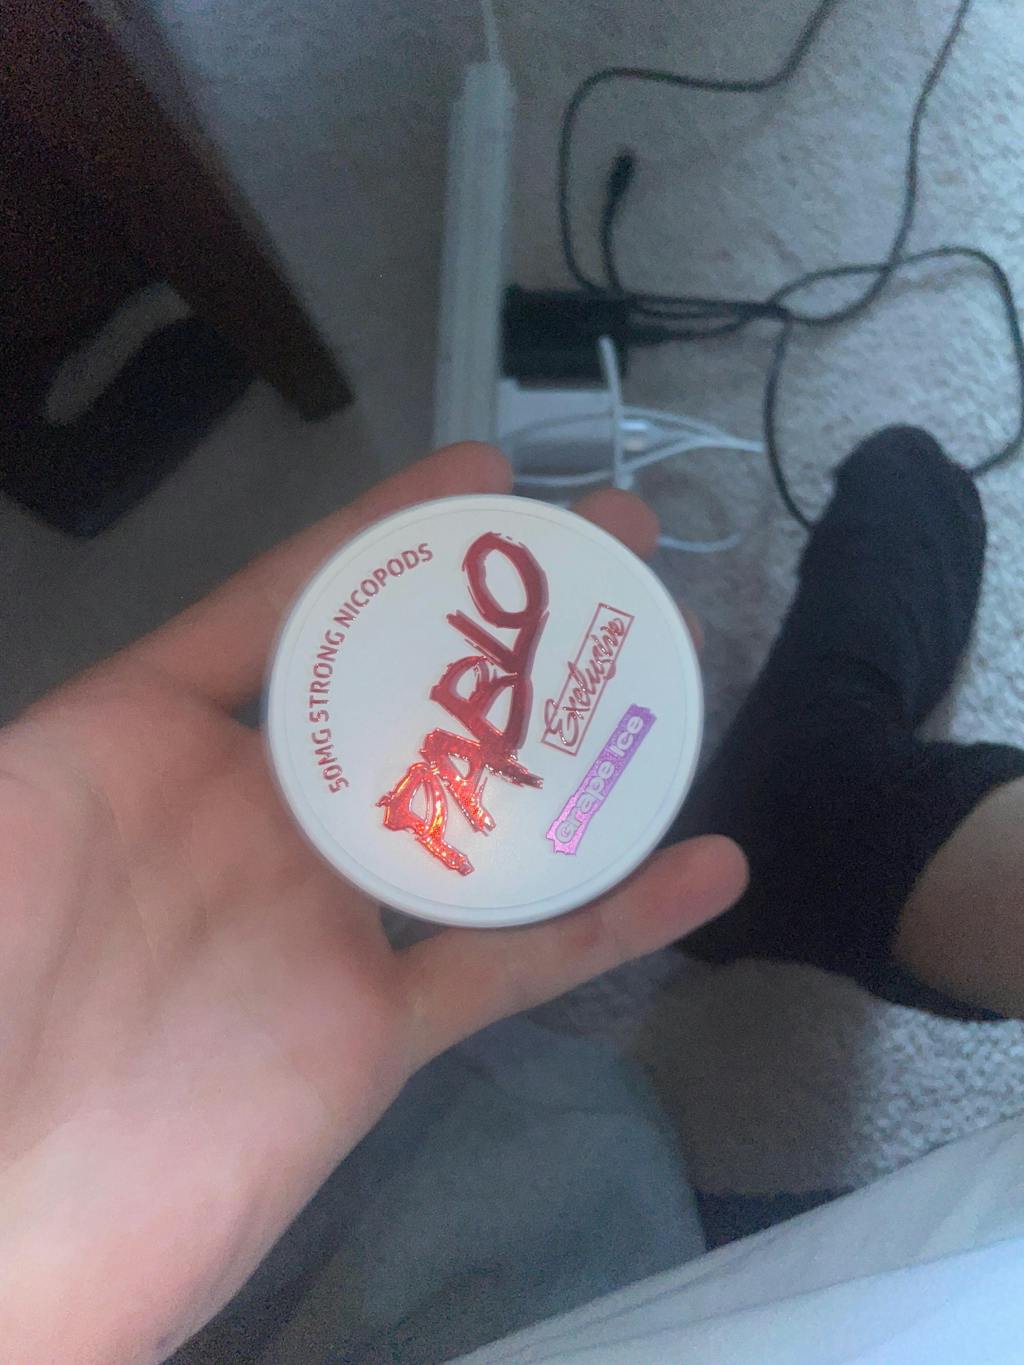 50MG STRONG NICOPODS
PABLO
Exclusive
Grape Ice